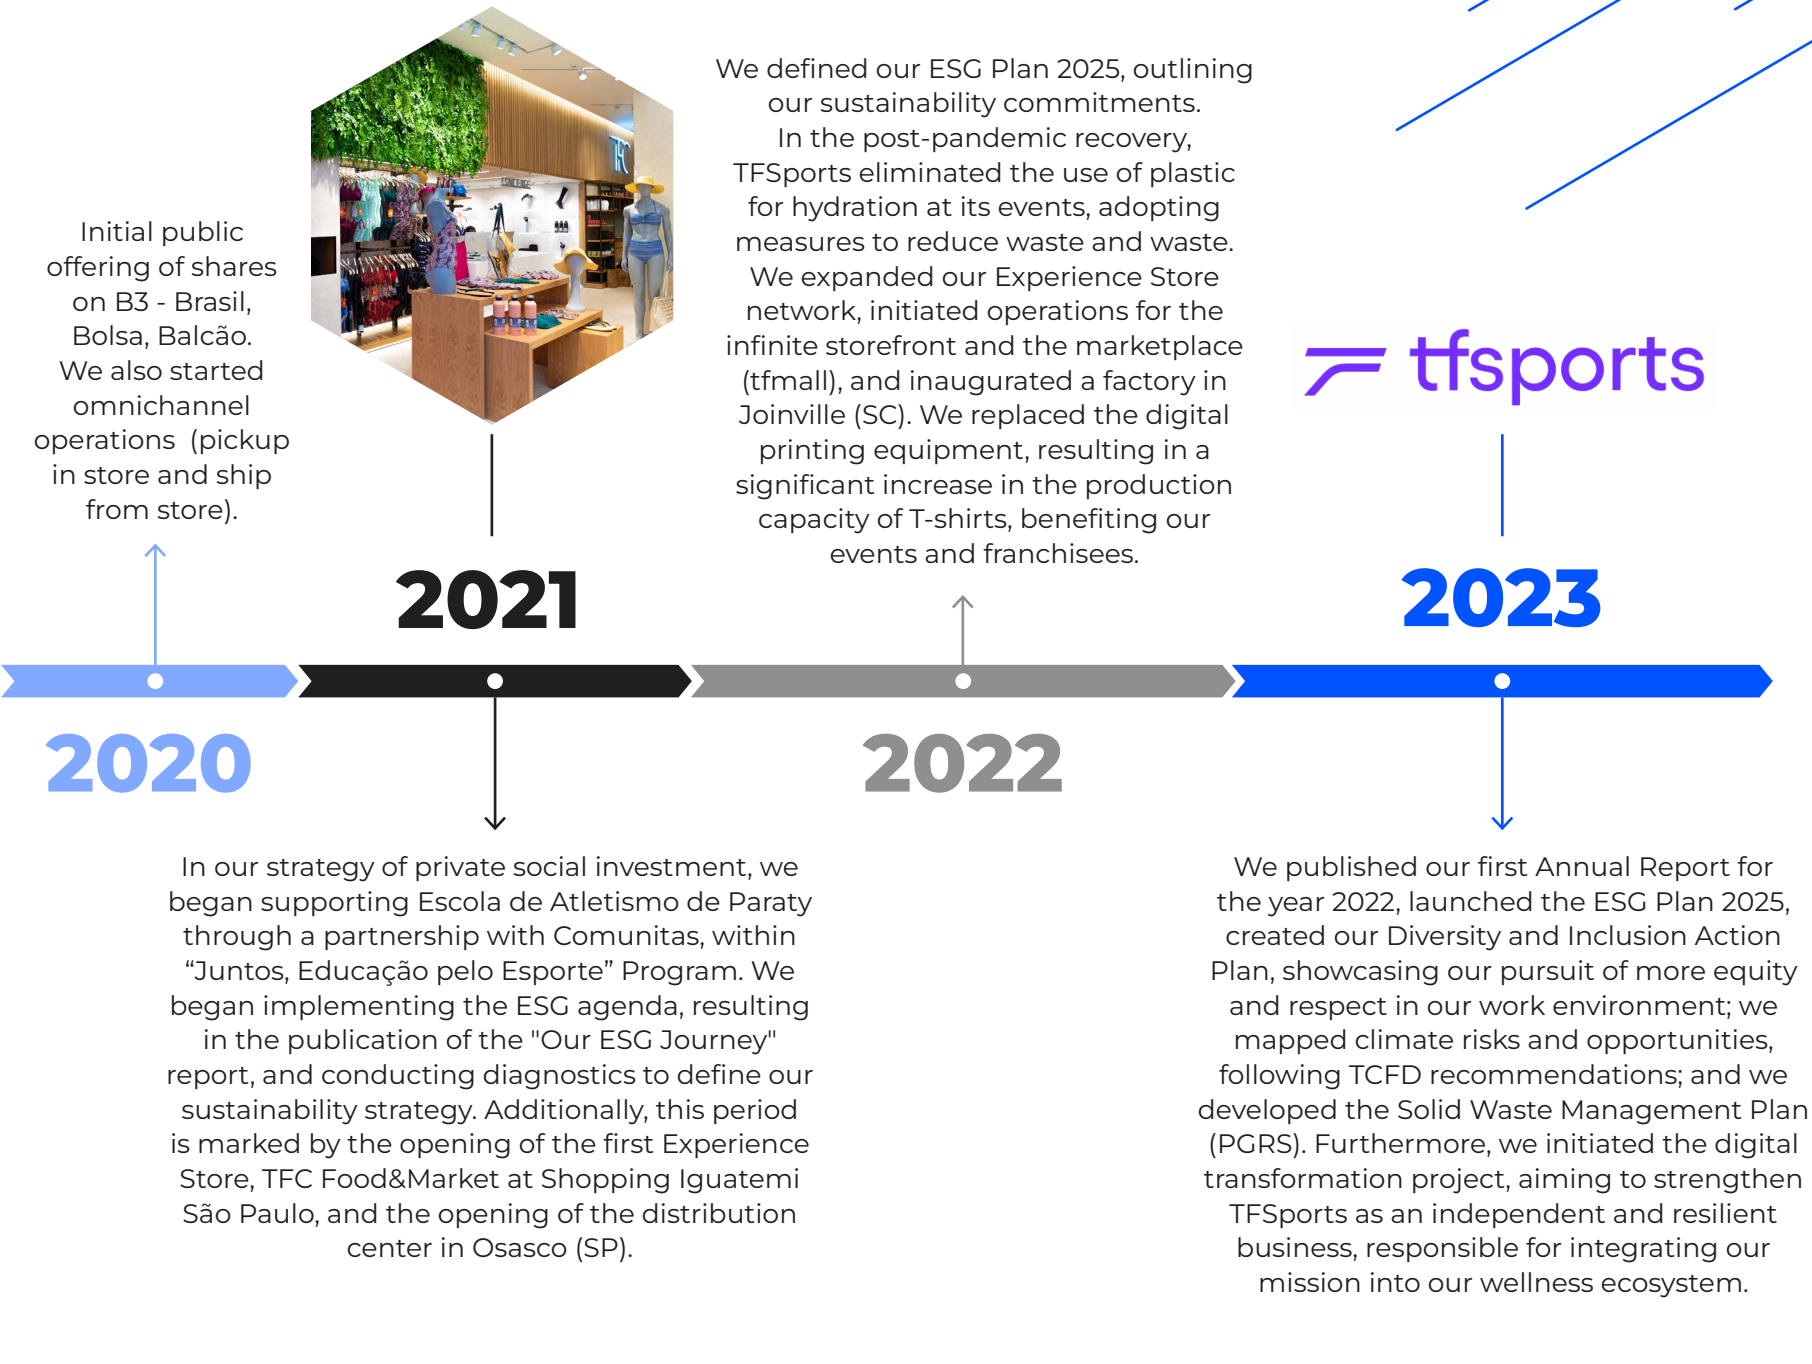 Initial public
offering of shares
on B3 - Brasil,
Bolsa, Balcão.
We also started
omnichannel
operations (pickup
in store and ship
from store).
2020
TFC
2021
In our strategy of private social investment, we
began supporting Escola de Atletismo de Paraty
through a partnership with Comunitas, within
“Juntos, Educação pelo Esporte” Program. We
began implementing the ESG agenda, resulting
in the publication of the "Our ESG Journey"
report, and conducting diagnostics to define our
sustainability strategy. Additionally, this period
is marked by the opening of the first Experience
Store, TFC Food&Market at Shopping Iguatemi
São Paulo, and the opening of the distribution
center in Osasco (SP).
We defined our ESG Plan 2025, outlining
our sustainability commitments.
In the post-pandemic recovery,
TFSports eliminated the use of plastic
for hydration at its events, adopting
measures to reduce waste and waste.
We expanded our Experience Store
network, initiated operations for the
infinite storefront and the marketplace
(tfmall), and inaugurated a factory in
Joinville (SC). We replaced the digital
printing equipment, resulting in a
significant increase in the production
capacity of T-shirts, benefiting our
events and franchisees.
2022
tfsports
2023
We published our first Annual Report for
the year 2022, launched the ESG Plan 2025,
created our Diversity and Inclusion Action
Plan, showcasing our pursuit of more equity
and respect in our work environment; we
mapped climate risks and opportunities,
following TCFD recommendations; and we
developed the Solid Waste Management Plan
(PGRS). Furthermore, we initiated the digital
transformation project, aiming to strengthen
TFSports as an independent and resilient
business, responsible for integrating our
mission into our wellness ecosystem.